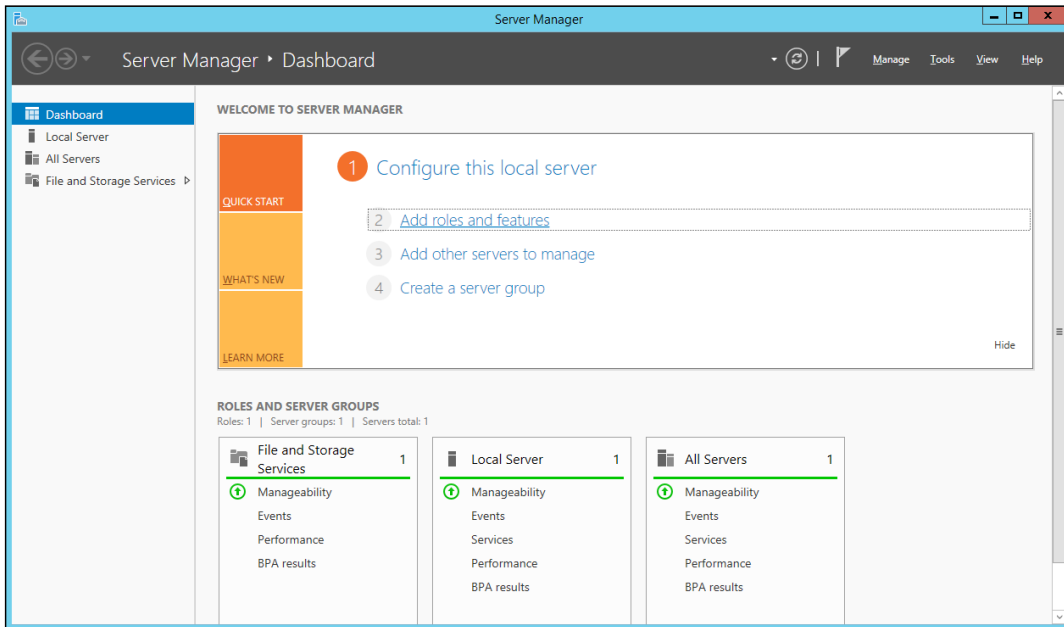 Server Manager
Server Manager • Dashboard
Manage Tools View Help
Dashboard
Local Server
All Servers
File and Storage Services
WELCOME TO SERVER MANAGER
QUICK START
WHAT'S NEW
LEARN MORE
1 Configure this local server
2 Add roles and features
3 Add other servers to manage
4 Create a server group
Hide
ROLES AND SERVER GROUPS
Roles: 1 | Server groups: 1 | Servers total: 1
File and Storage
Services
1
Manageability
Events
Performance
BPA results
Local Server 1
Manageability
Events
Services
Performance
BPA results
All Servers 1
Manageability
Events
Services
Performance
BPA results